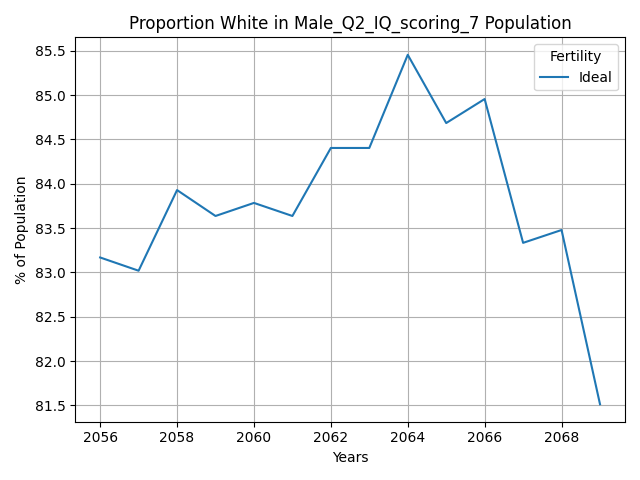 Proportion White in Male_Q2_IQ_scoring_7 Population
Fertility
Ideal
85.5
85.0
84.5
84.0
83.5
83.0
82.5
82.0
81.5
% of Population
2056 2058 2060 2062 2064 2066 2068
Years